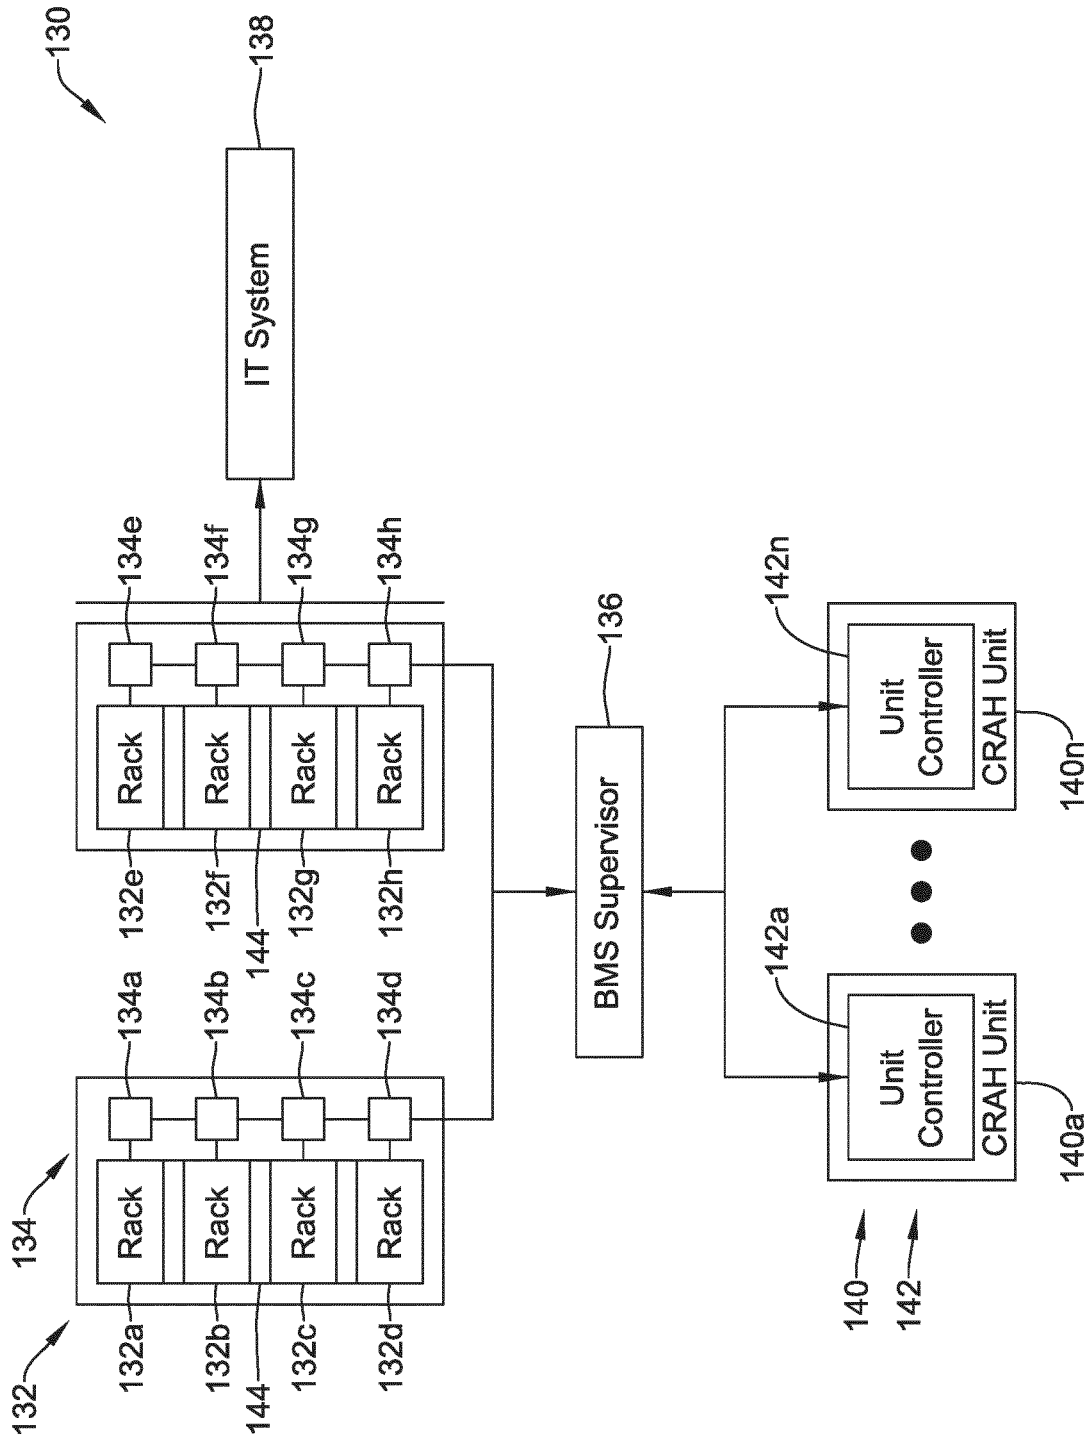 132
134
130
132a
Rack
134a
132e
Rack
134e
132b
Rack
134b
132f
Rack
134f
144
144
IT System
138
132c
Rack
134c
132g
Rack
134g
132d
Rack
134d
132h
Rack
134h
BMS Supervisor
136
142a
142n
140
142
Unit
Controller
CRAH Unit
140a
Unit
Controller
CRAH Unit
140n